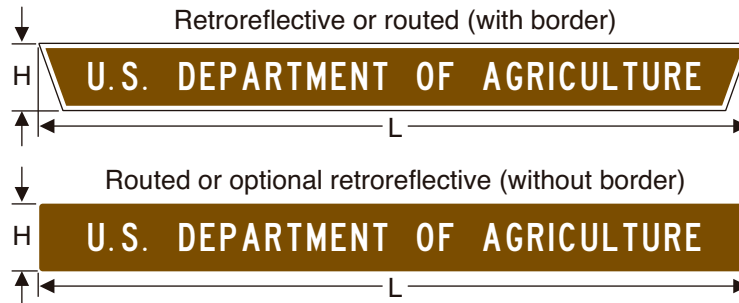 Retroreflective or routed (with border)
H
U.S. DEPARTMENT OF AGRICULTURE
L
Routed or optional retroreflective (without border)
H
U.S. DEPARTMENT OF AGRICULTURE
L